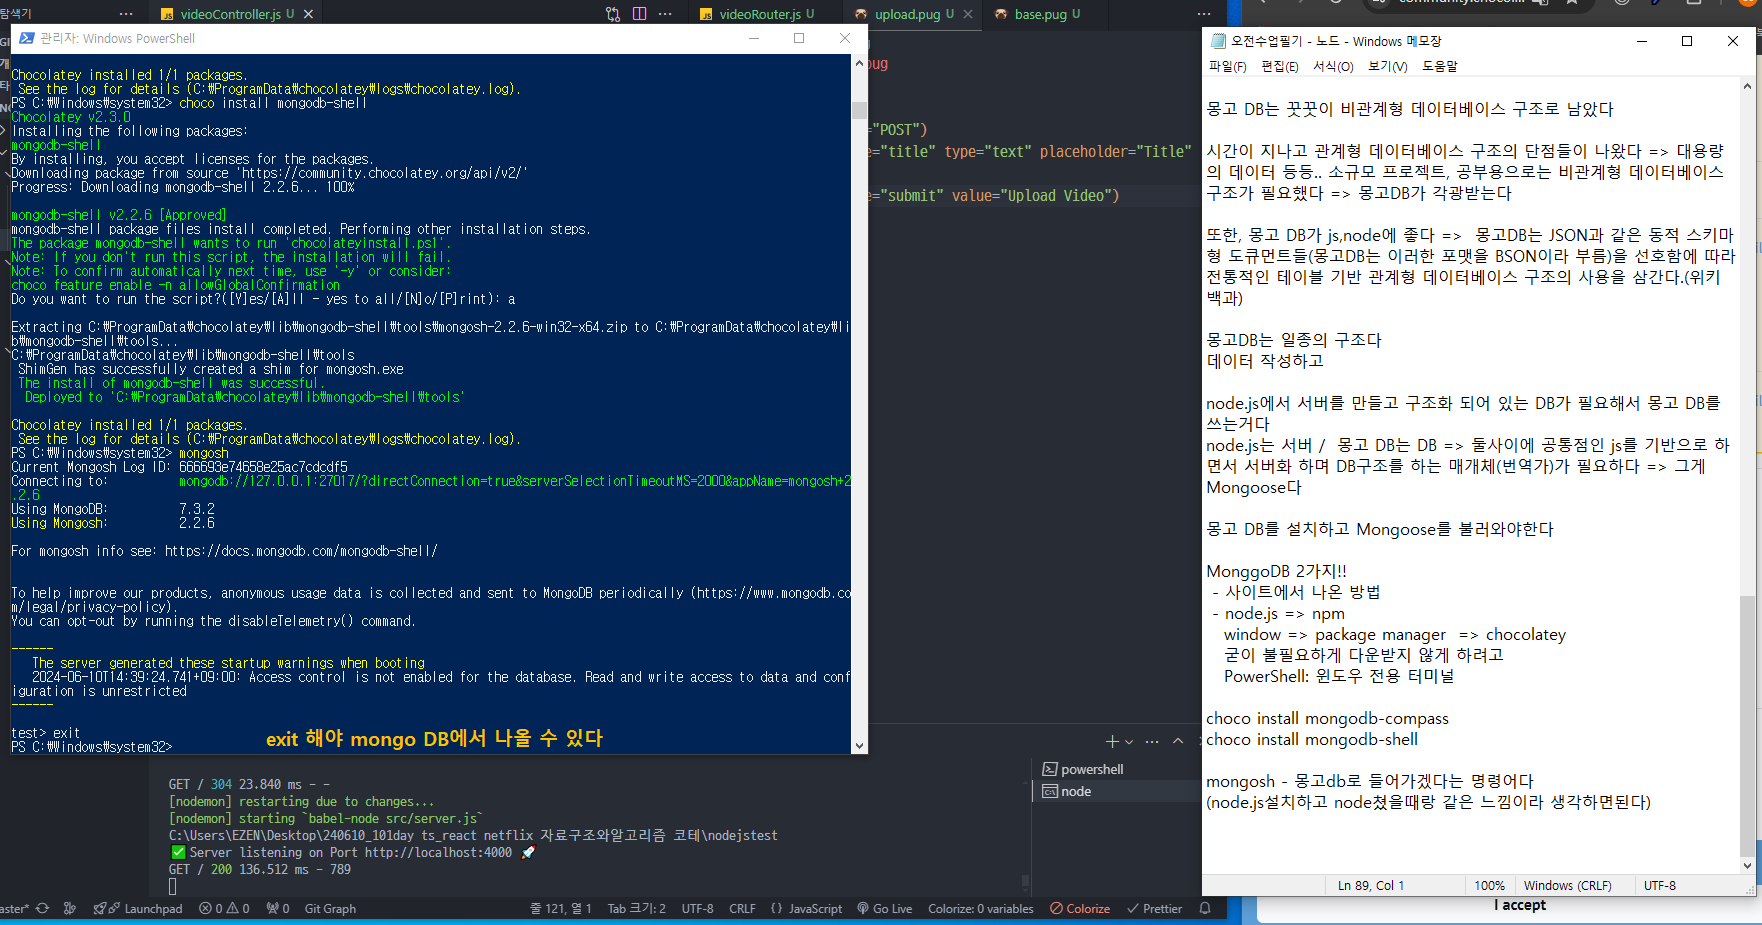 탐색기
videoController.js U
videoRouter.js U
upload.pug U
base.pug U
관리자: Windows PowerShell
Chocolatey installed 1/1 packages.
See the log for details (C:₩ProgramData₩chocolatey₩logs₩chocolatey.log).
PS C:₩Windows₩system32> choco install mongodb-shell
Chocolatey v2.3.0
Installing the following packages:
mongodb-shell
By installing, you accept licenses for the packages.
Downloading package from source 'https://community.chocolatey.org/api/v2/'
Progress: Downloading mongodb-shell 2.2.6... 100%
mongodb-shell v2.2.6 [Approved]
mongodb-shell package files install completed. Performing other installation steps.
The package mongodb-shell wants to run 'chocolateyinstall.ps1'.
Note: If you don't run this script, the installation will fail.
Note: To confirm automatically next time, use '-y' or consider:
choco feature enable -n allowGlobalConfirmation
Do you want to run the script?([Y]es/[A]ll - yes to all/[N]o/[P]rint): a
Extracting C:₩ProgramData₩chocolatey₩lib₩mongodb-shell₩tools₩mongosh-2.2.6-win32-x64.zip to C:₩ProgramData₩chocolatey₩li
b₩mongodb-shell₩tools...
C:₩ProgramData₩chocolatey₩lib₩mongodb-shell₩tools
ShimGen has successfully created a shim for mongosh.exe
The install of mongodb-shell was successful.
Deployed to 'C:₩ProgramData₩chocolatey₩lib₩mongodb-shell₩tools'
Chocolatey installed 1/1 packages.
See the log for details (C:₩ProgramData₩chocolatey₩logs₩chocolatey.log).
PS C:₩Windows₩system32> mongosh
Current Mongosh Log ID: 666693e74658e25ac7cdcdf5
Connecting to: mongodb://127.0.0.1:27017/?directConnection=true&serverSelectionTimeoutMS=2000&appName=mongosh+2
.2.6
Using MongoDB: 7.3.2
Using Mongosh: 2.2.6
For mongosh info see: https://docs.mongodb.com/mongodb-shell/
To help improve our products, anonymous usage data is collected and sent to MongoDB periodically (https://www.mongodb.co
m/legal/privacy-policy).
You can opt-out by running the disableTelemetry() command.
------
The server generated these startup warnings when booting
2024-06-10T14:39:24.741+09:00: Access control is not enabled for the database. Read and write access to data and conf
iguration is unrestricted
------
test> exit
PS C:₩Windows₩system32>
exit 해야 mongo DB에서 나올 수 있다
pug
="POST")
e="title" type="text" placeholder="Title"
e="submit" value="Upload Video")
GET / 304 23.840 ms - -
[nodemon] restarting due to changes...
[nodemon] starting `babel-node src/server.js`
C:\Users\EZEN\Desktop\240610_101day ts_react netflix 자료구조와알고리즘 코테\nodejstest
✅ Server listening on Port http://localhost:4000 🚀
GET / 200 136.512 ms - 789
powershell
node
aster* Launchpad 0 0 0 Git Graph 줄 121, 열 1 Tab 크기: 2 UTF-8 CRLF {} JavaScript Go Live Colorize: 0 variables Colorize Prettier
오전수업필기 - 노드 - Windows 메모장
파일(F) 편집(E) 서식(O) 보기(V) 도움말
몽고 DB는 꿋꿋이 비관계형 데이터베이스 구조로 남았다
시간이 지나고 관계형 데이터베이스 구조의 단점들이 나왔다 => 대용량
의 데이터 등등.. 소규모 프로젝트, 공부용으로는 비관계형 데이터베이스
구조가 필요했다 => 몽고DB가 각광받는다
또한, 몽고 DB가 js,node에 좋다 => 몽고DB는 JSON과 같은 동적 스키마
형 도큐먼트들(몽고DB는 이러한 포맷을 BSON이라 부름)을 선호함에 따라
전통적인 테이블 기반 관계형 데이터베이스 구조의 사용을 삼간다.(위키
백과)
몽고DB는 일종의 구조다
데이터 작성하고
node.js에서 서버를 만들고 구조화 되어 있는 DB가 필요해서 몽고 DB를
쓰는거다
node.js는 서버 / 몽고 DB는 DB => 둘사이에 공통점인 js를 기반으로 하
면서 서버화 하며 DB구조를 하는 매개체(번역가)가 필요하다 => 그게
Mongoose다
몽고 DB를 설치하고 Mongoose를 불러와야한다
MonggoDB 2가지!!
- 사이트에서 나온 방법
- node.js => npm
window => package manager => chocolatey
굳이 불필요하게 다운받지 않게 하려고
PowerShell: 윈도우 전용 터미널
choco install mongodb-compass
choco install mongodb-shell
mongosh - 몽고db로 들어가겠다는 명령어다
(node.js설치하고 node쳤을때랑 같은 느낌이라 생각하면된다)
Ln 89, Col 1 100% Windows (CRLF) UTF-8
I accept